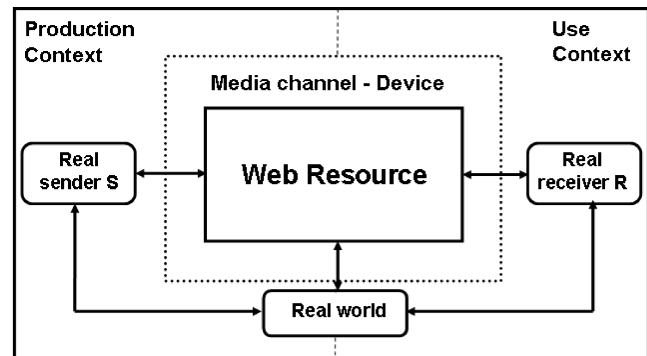 Production
Context
Use
Context
Media channel - Device
Real
sender S
Web Resource
Real
receiver R
Real world